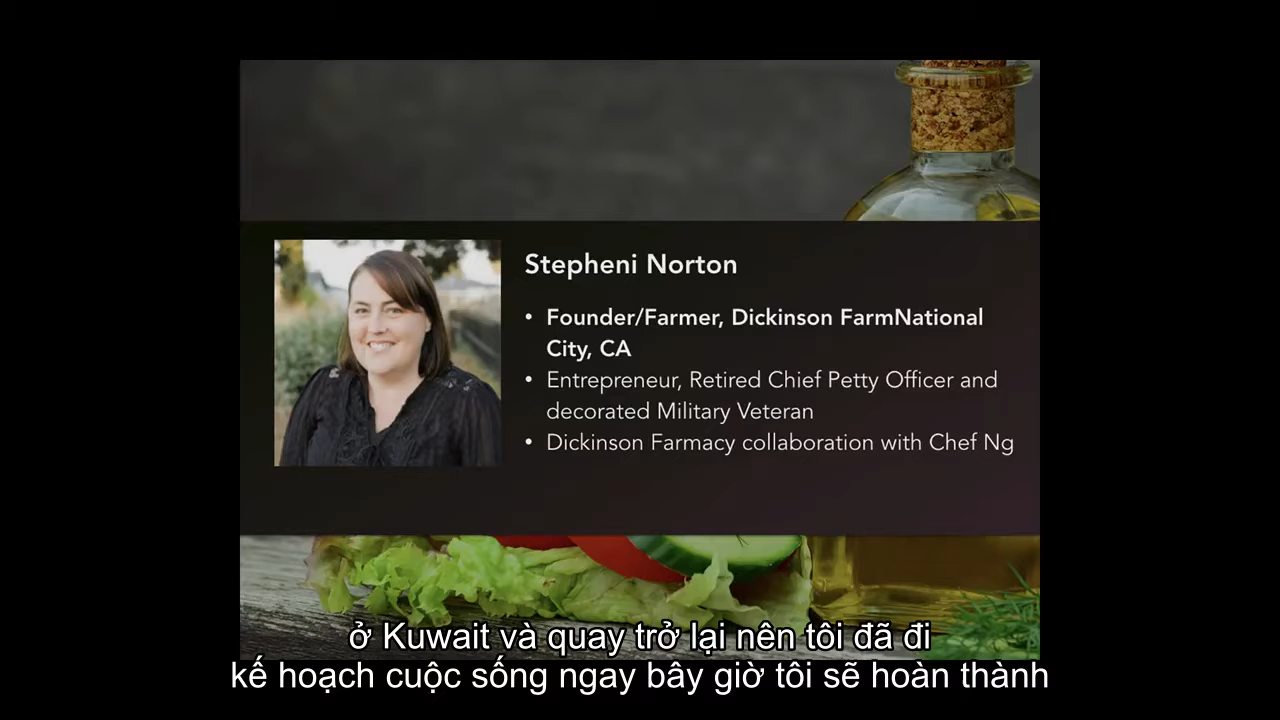 Stepheni Norton
• Founder/Farmer, Dickinson FarmNational
City, CA
• Entrepreneur, Retired Chief Petty Officer and
decorated Military Veteran
• Dickinson Farmacy collaboration with Chef Ng
ở Kuwait và quay trở lại nên tôi đã đi
kế hoạch cuộc sống ngay bây giờ tôi sẽ hoàn thành